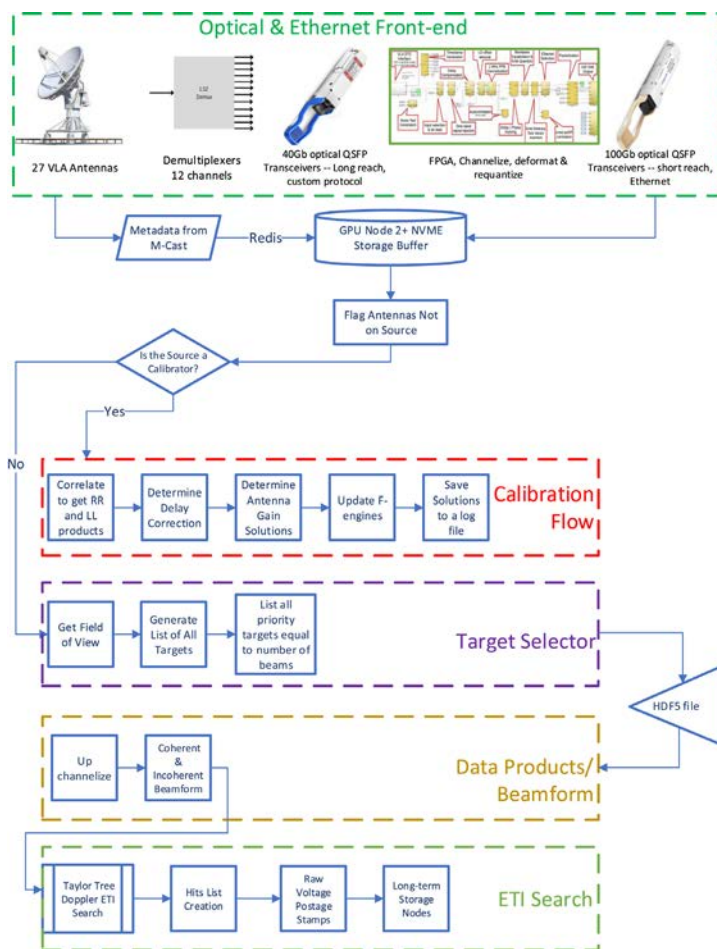 Optical & Ethernet Front-end
LS2
Demux
27 VLA Antennas
Demultiplexers
12 channels
40Gb optical QSFP
Transceivers -- Long reach,
custom protocol
FPGA, Channelize, deformat &
requantize
100Gb optical QSFP
Transceivers -- short reach,
Ethernet
Metadata from
M-Cast
Redis
GPU Node 2+ NVME
Storage Buffer
Flag Antennas Not
on Source
Is the Source a
Calibrator?
Yes
No
Correlate
to get RR
and LL
products
Determine
Delay
Correction
Determine
Antenna
Gain
Solutions
Update F-
engines
Save
Solutions
to a log
file
Calibration
Flow
Get Field
of View
Generate
List of All
Targets
List all
priority
targets equal
to number of
beams
Target Selector
HDF5 file
Up
channelize
Coherent
&
Incoherent
Beamform
Data Products/
Beamform
Taylor Tree
Doppler ETI
Search
Hits List
Creation
Raw
Voltage
Postage
Stamps
Long-term
Storage
Nodes
ETI Search